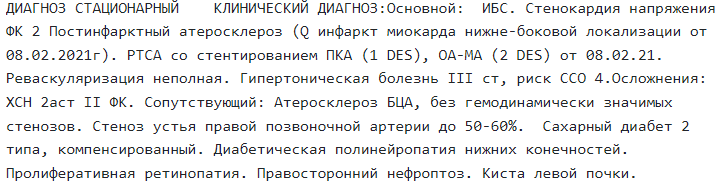 ДИАГНОЗ СТАЦИОНАРНЫЙ    КЛИНИЧЕСКИЙ ДИАГНОЗ:Основной:  ИБС. Стенокардия напряжения
ФК 2 Постинфарктный атеросклероз (Q инфаркт миокарда нижне-боковой локализации от
08.02.2021г). РТСА со стентированием ПКА (1 DES), ОА-МА (2 DES) от 08.02.21.
Реваскуляризация неполная. Гипертоническая болезнь III ст, риск ССО 4.Осложнения:
ХСН 2аст II ФК. Сопутствующий: Атеросклероз БЦА, без гемодинамически значимых
стенозов. Стеноз устья правой позвоночной артерии до 50-60%.  Сахарный диабет 2
типа, компенсированный. Диабетическая полинейропатия нижних конечностей.
Пролиферативная ретинопатия. Правосторонний нефроптоз. Киста левой почки.